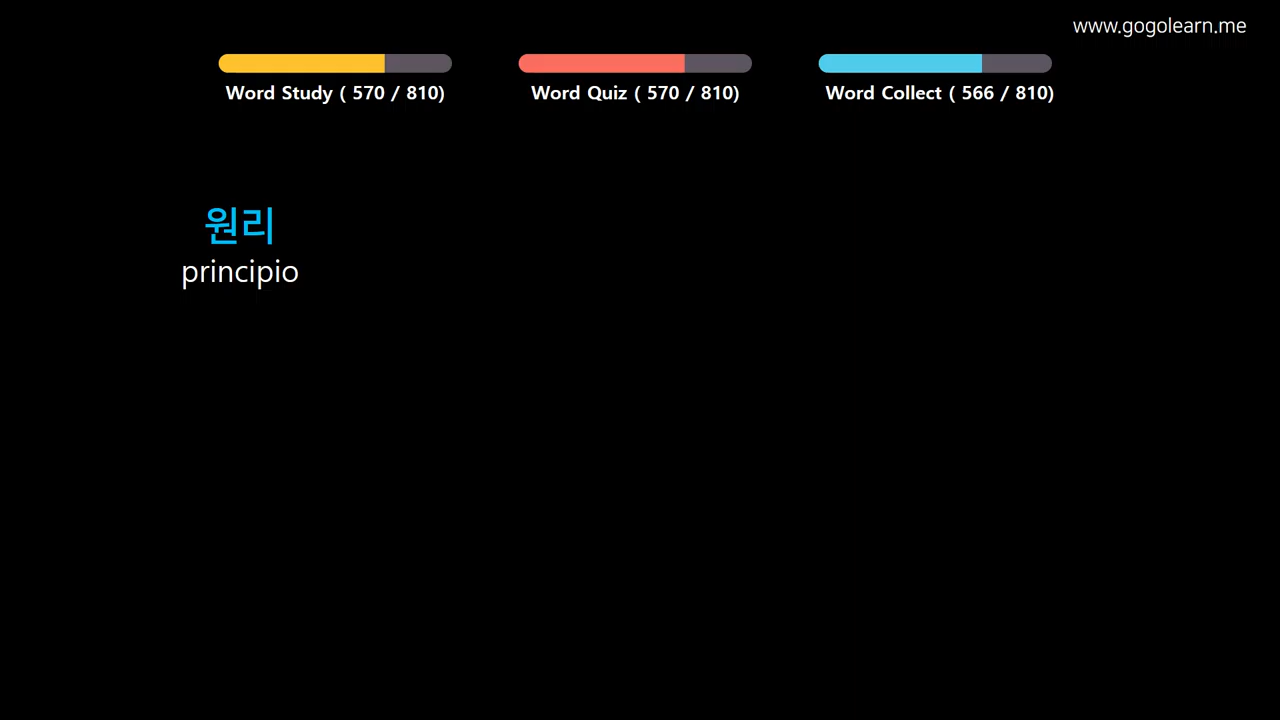 www.gogolearn.me
Word Study ( 570 / 810)
Word Quiz ( 570 / 810)
Word Collect ( 566 / 810)
원리
principio